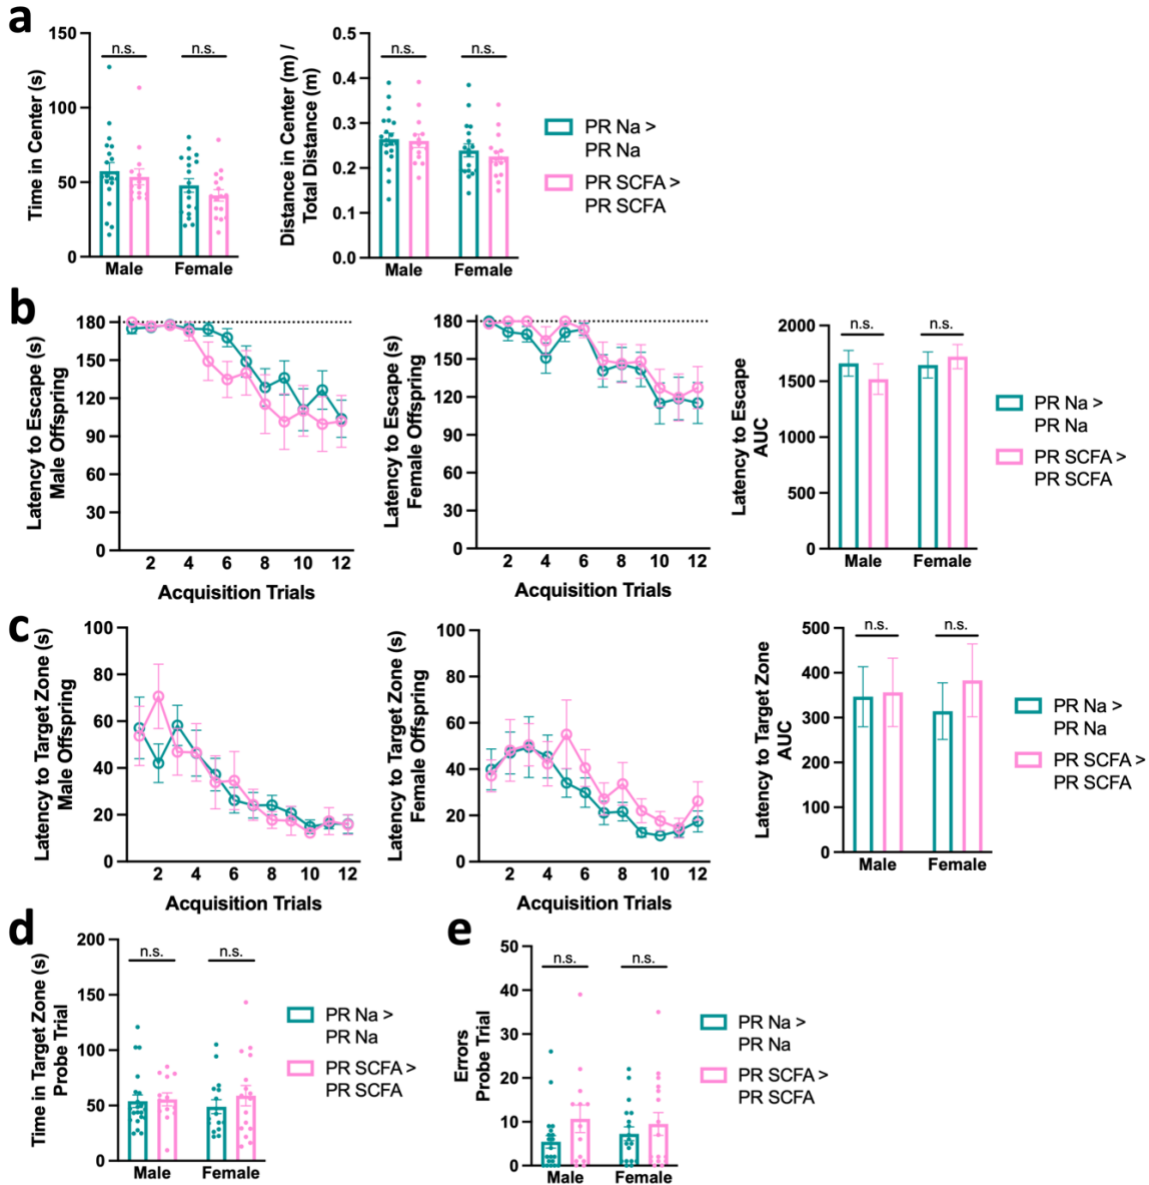 a
Time in Center (s)
150
100
50
0
n.s.
n.s.
Male
Female
Distance in Center (m) /
Total Distance (m)
0.5
0.4
0.3
0.2
0.1
0.0
n.s.
n.s.
Male
Female
PR Na >
PR Na
PR SCFA >
PR SCFA
b
Latency to Escape (s)
Male Offspring
180
150
120
90
60
30
0
2 4 6 8 10 12
Acquisition Trials
Latency to Escape (s)
Female Offspring
180
150
120
90
60
30
0
2 4 6 8 10 12
Acquisition Trials
Latency to Escape
AUC
2000
1500
1000
500
0
n.s.
n.s.
Male
Female
PR Na >
PR Na
PR SCFA >
PR SCFA
c
Latency to Target Zone (s)
Male Offspring
100
80
60
40
20
0
2 4 6 8 10 12
Acquisition Trials
Latency to Target Zone (s)
Female Offspring
100
80
60
40
20
0
2 4 6 8 10 12
Acquisition Trials
Latency to Target Zone
AUC
500
400
300
200
100
0
n.s.
n.s.
Male
Female
PR Na >
PR Na
PR SCFA >
PR SCFA
d
Time in Target Zone (s)
Probe Trial
200
150
100
50
0
n.s.
n.s.
Male
Female
PR Na >
PR Na
PR SCFA >
PR SCFA
e
Errors
Probe Trial
50
40
30
20
10
0
n.s.
n.s.
Male
Female
PR Na >
PR Na
PR SCFA >
PR SCFA